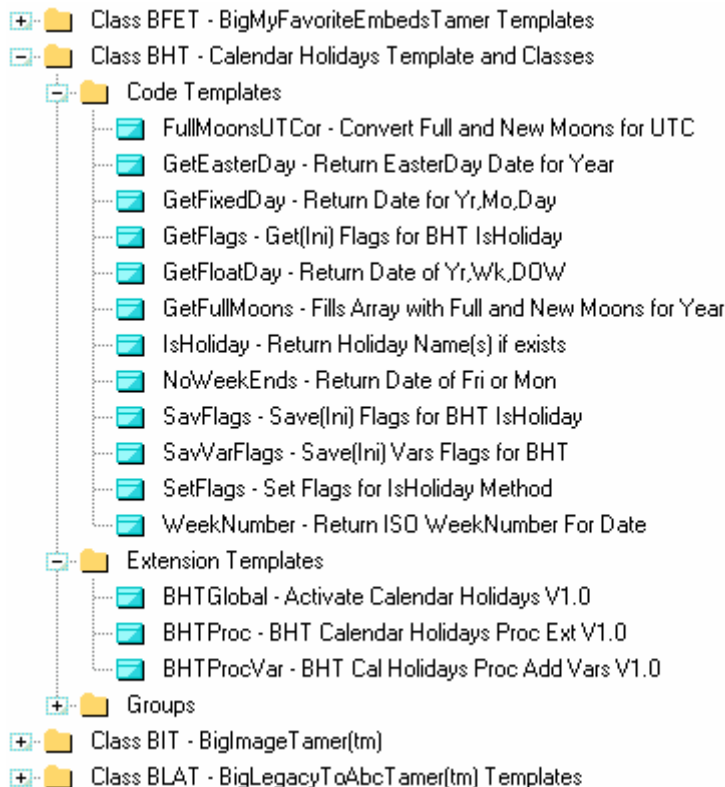 Class BFET - BigMyFavoriteEmbedsTamer Templates
Class BHT - Calendar Holidays Template and Classes
Code Templates
FullMoonsUTCor - Convert Full and New Moons for UTC
GetEasterDay - Return EasterDay Date for Year
GetFixedDay - Return Date for Yr,Mo,Day
GetFlags - Get(Ini) Flags for BHT IsHoliday
GetFloatDay - Return Date of Yr,Wk,DOW
GetFullMoons - Fills Array with Full and New Moons for Year
IsHoliday - Return Holiday Name(s) if exists
NoWeekEnds - Return Date of Fri or Mon
SavFlags - Save(Ini) Flags for BHT IsHoliday
SavVarFlags - Save(Ini) Vars Flags for BHT
SetFlags - Set Flags for IsHoliday Method
WeekNumber - Return ISO WeekNumber For Date
Extension Templates
BHTGlobal - Activate Calendar Holidays V1.0
BHTProc - BHT Calendar Holidays Proc Ext V1.0
BHTProcVar - BHT Cal Holidays Proc Add Vars V1.0
Groups
Class BIT - BigImageTamer(tm)
Class BLAT - BigLegacyToAbcTamer(tm) Templates